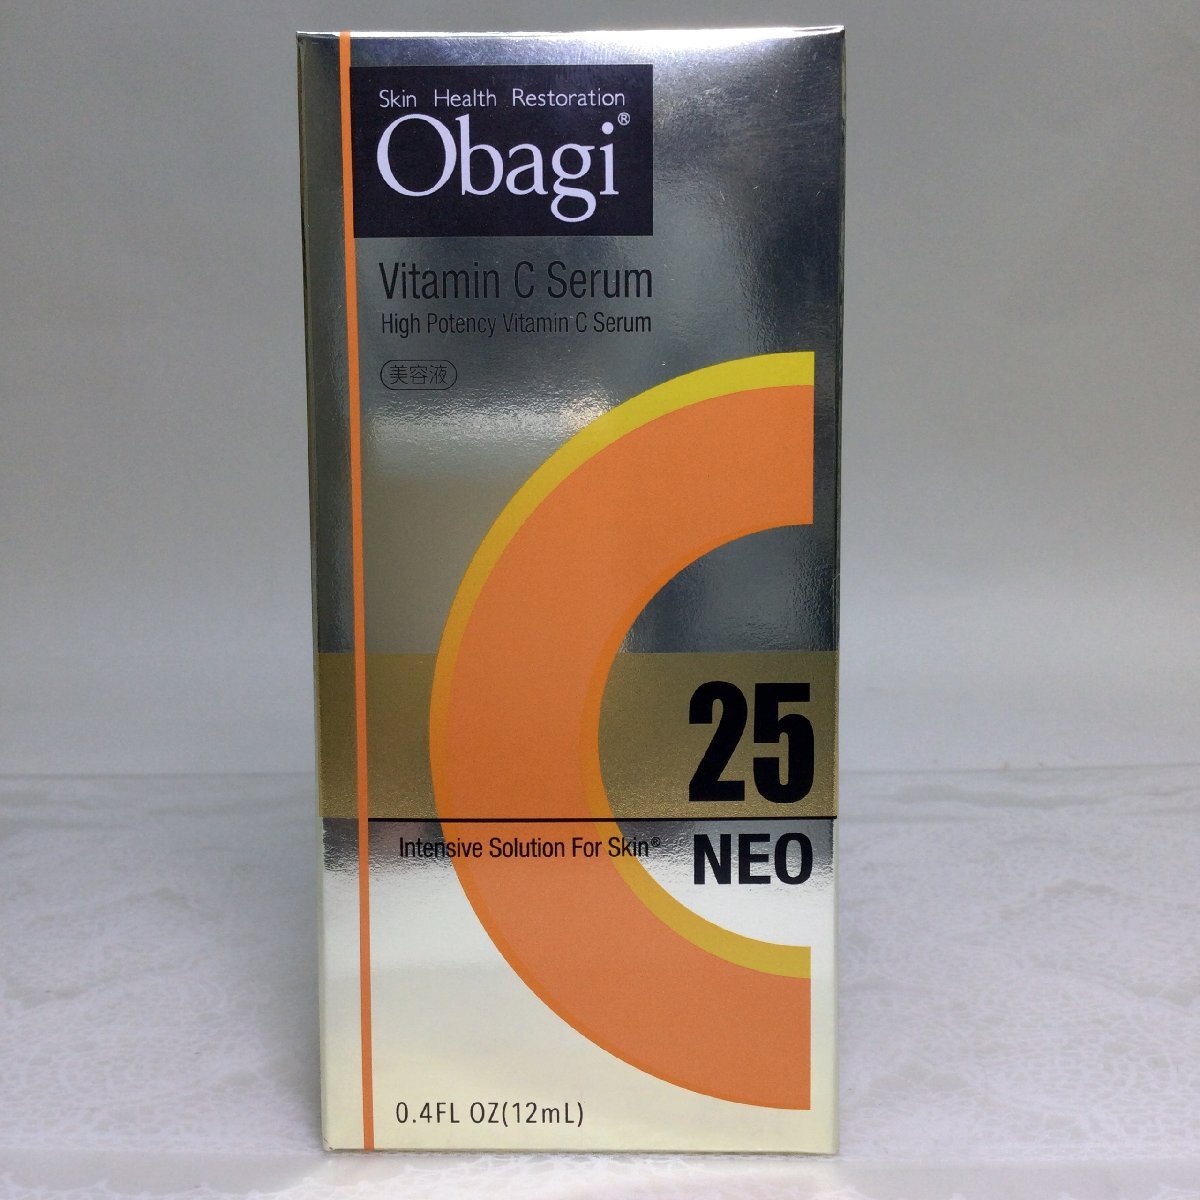 Skin Health Restoration
Obagi®
Vitamin C Serum
High Potency Vitamin C Serum
美容液
C
25
Intensive Solution For Skin®
NEO
0.4FL OZ(12mL)